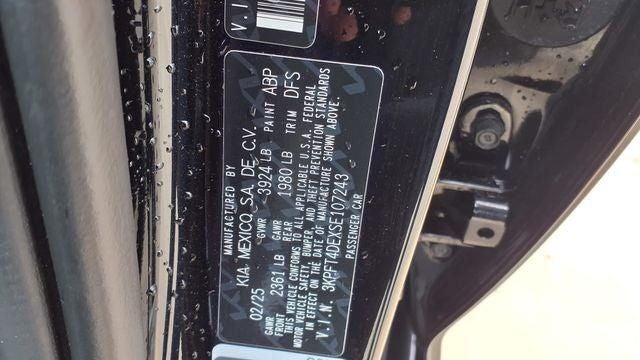 MANUFACTURED BY
KIA MEXICO, S.A. DE C.V.
02/25 GVWR 3924 LB PAINT ABP
GAWR FRONT 2361 LB GAWR REAR 1980 LB TRIM DFS
THIS VEHICLE CONFORMS TO ALL APPLICABLE U.S.A. FEDERAL
MOTOR VEHICLE SAFETY, BUMPER, AND THEFT PREVENTION STANDARDS
IN EFFECT ON THE DATE OF MANUFACTURE SHOWN ABOVE.
V.I.N. 3KPFT4DEXSE107243
PASSENGER CAR
V.I